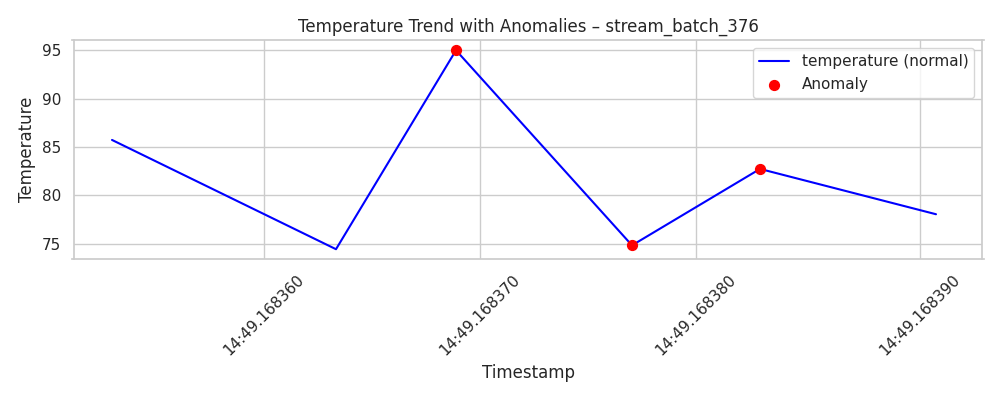 Temperature Trend with Anomalies – stream_batch_376
temperature (normal)
Anomaly
Temperature
95
90
85
80
75
14:49.168360
14:49.168370
14:49.168380
14:49.168390
Timestamp